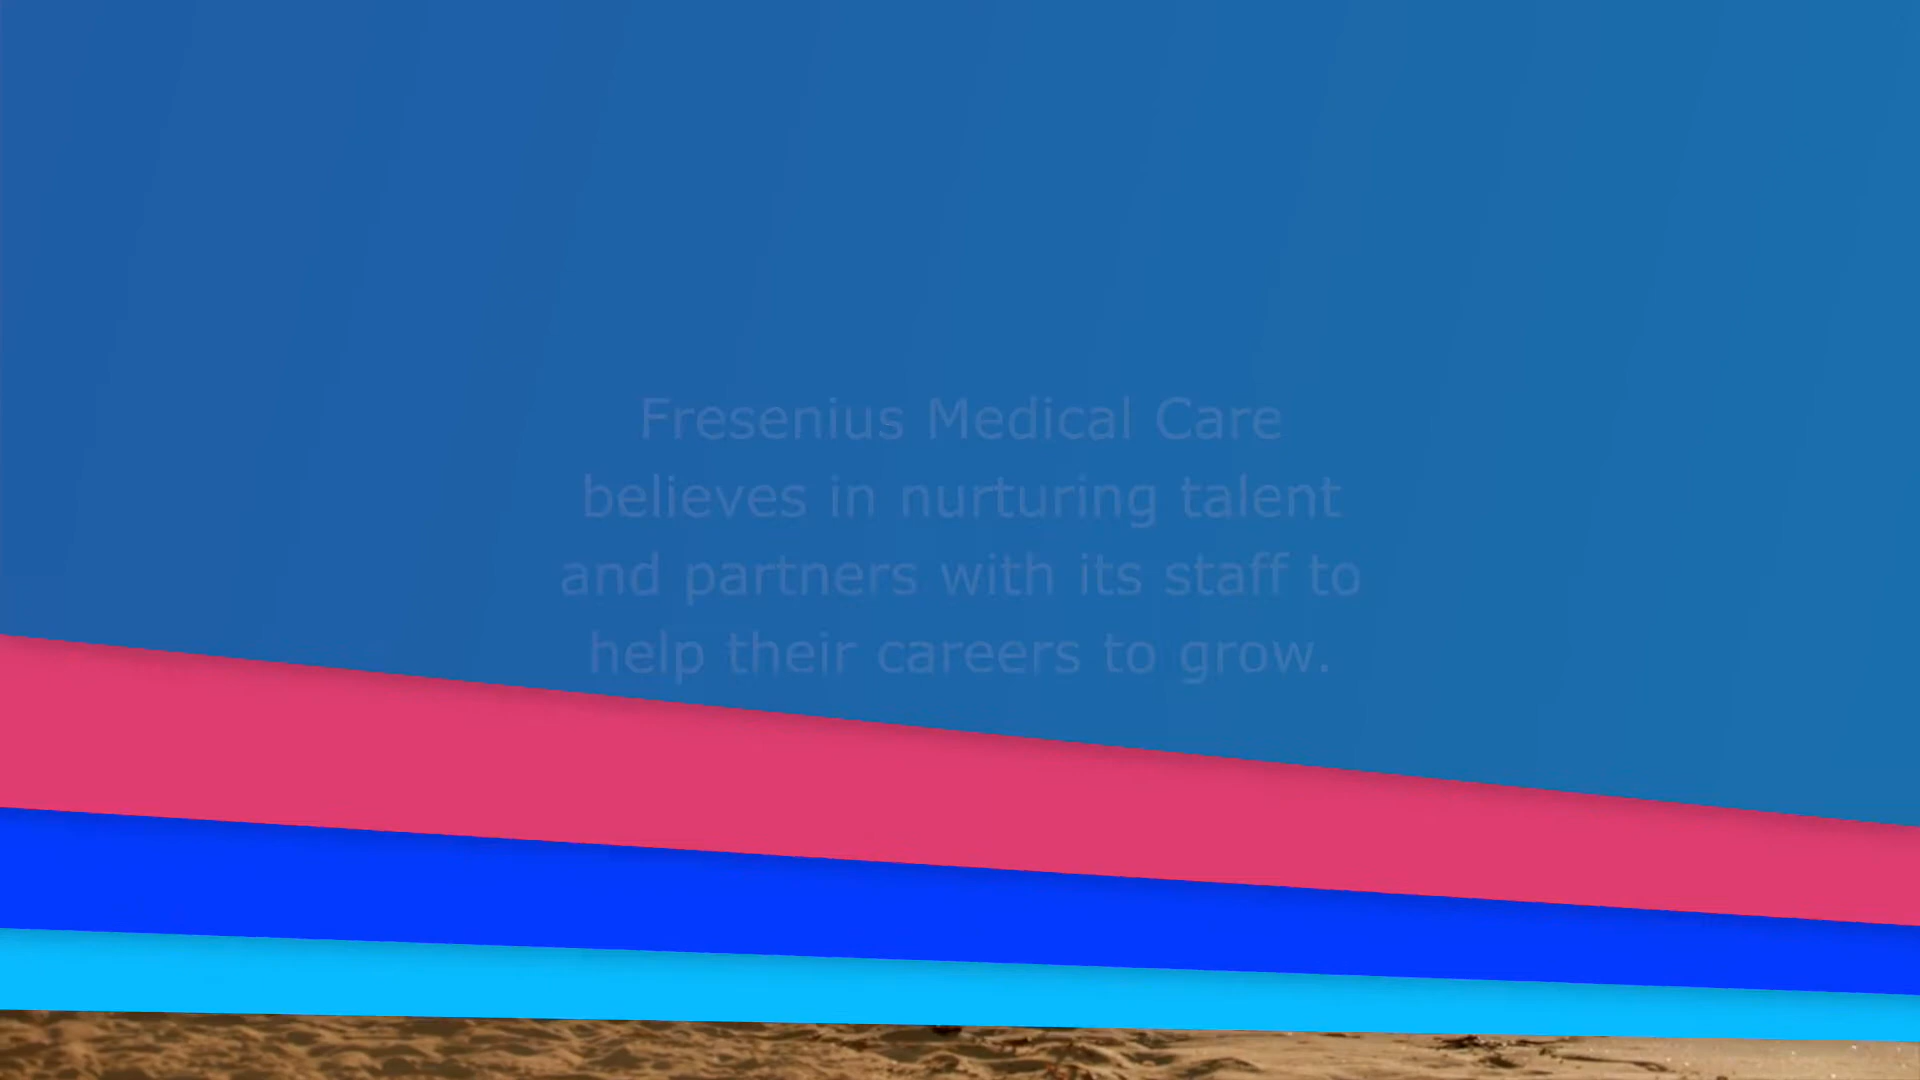 Fresenius Medical Care
believes in nurturing talent
and partners with its staff to
help their careers to grow.